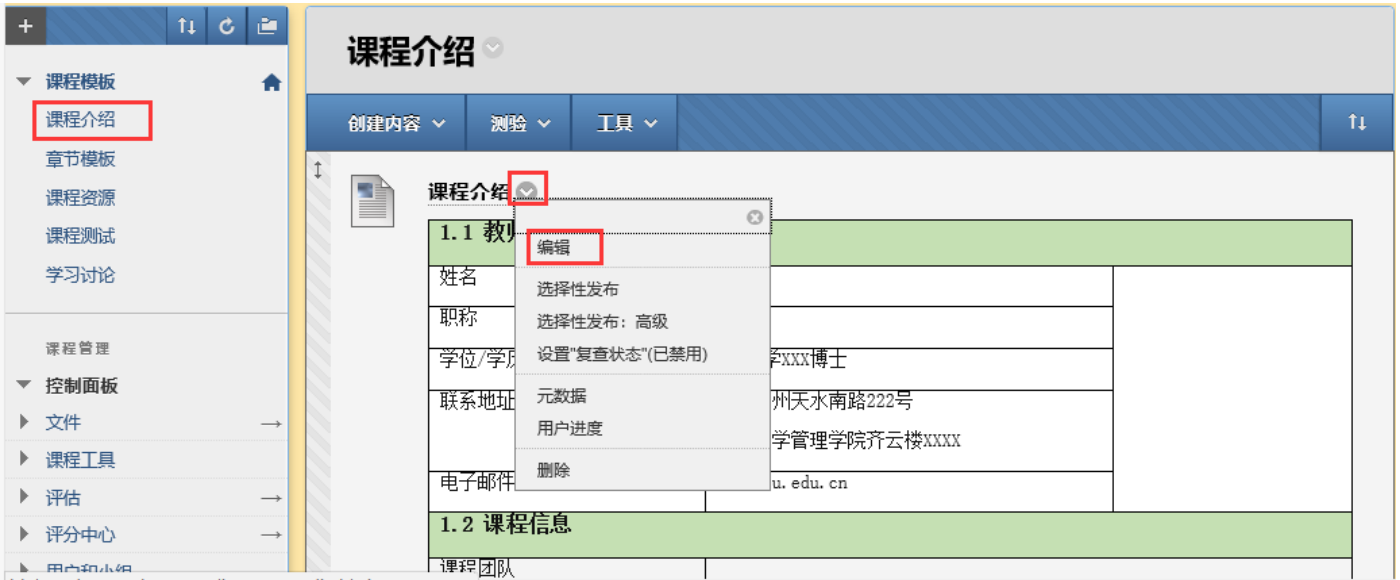 课程模板
课程介绍
章节模板
课程资源
课程测试
学习讨论
课程管理
控制面板
文件
课程工具
评估
评分中心
用户和小组
课程介绍
创建内容 测验 工具
课程介绍
1.1 教
编辑
选择性发布
选择性发布：高级
设置"复查状态"(已禁用)
元数据
用户进度
删除
姓名
职称
学位/学 学XXX博士
联系地址 州天水南路222号
学管理学院齐云楼XXXX
电子邮件 u.edu.cn
1.2 课程信息
课程团队